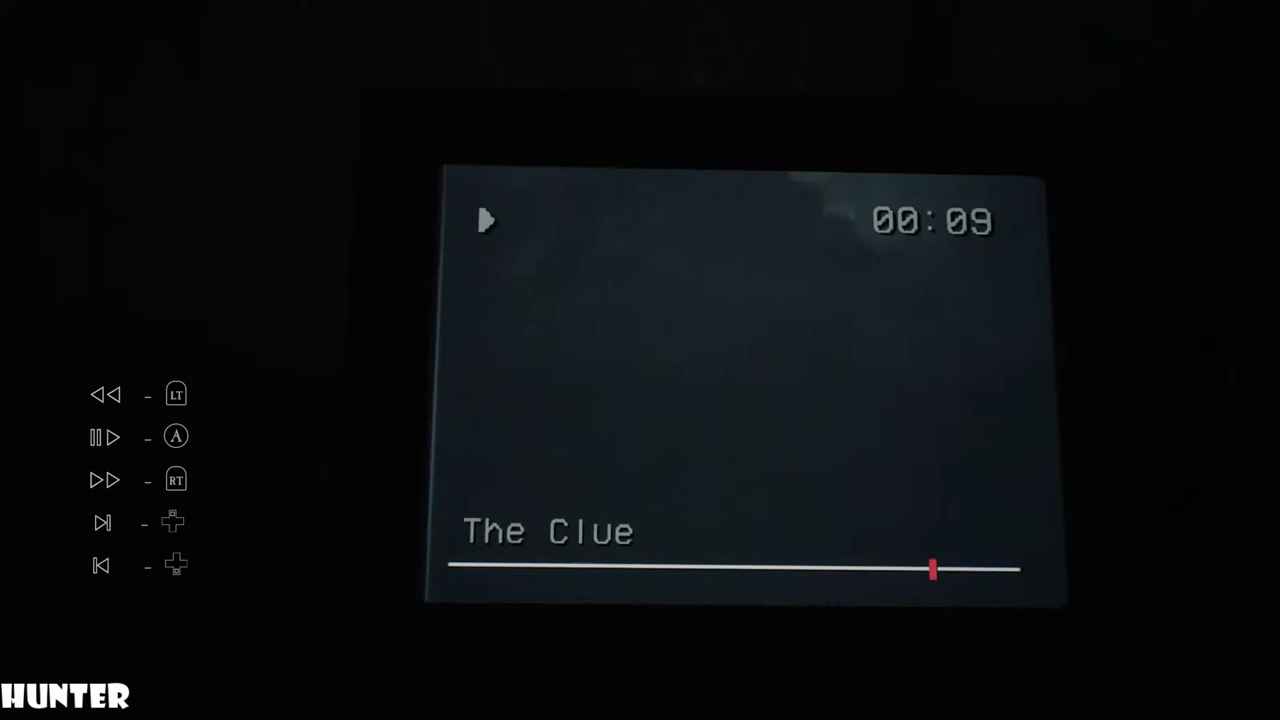 00:09
- LT
- A
- RT
-
-
The Clue
HUNTER